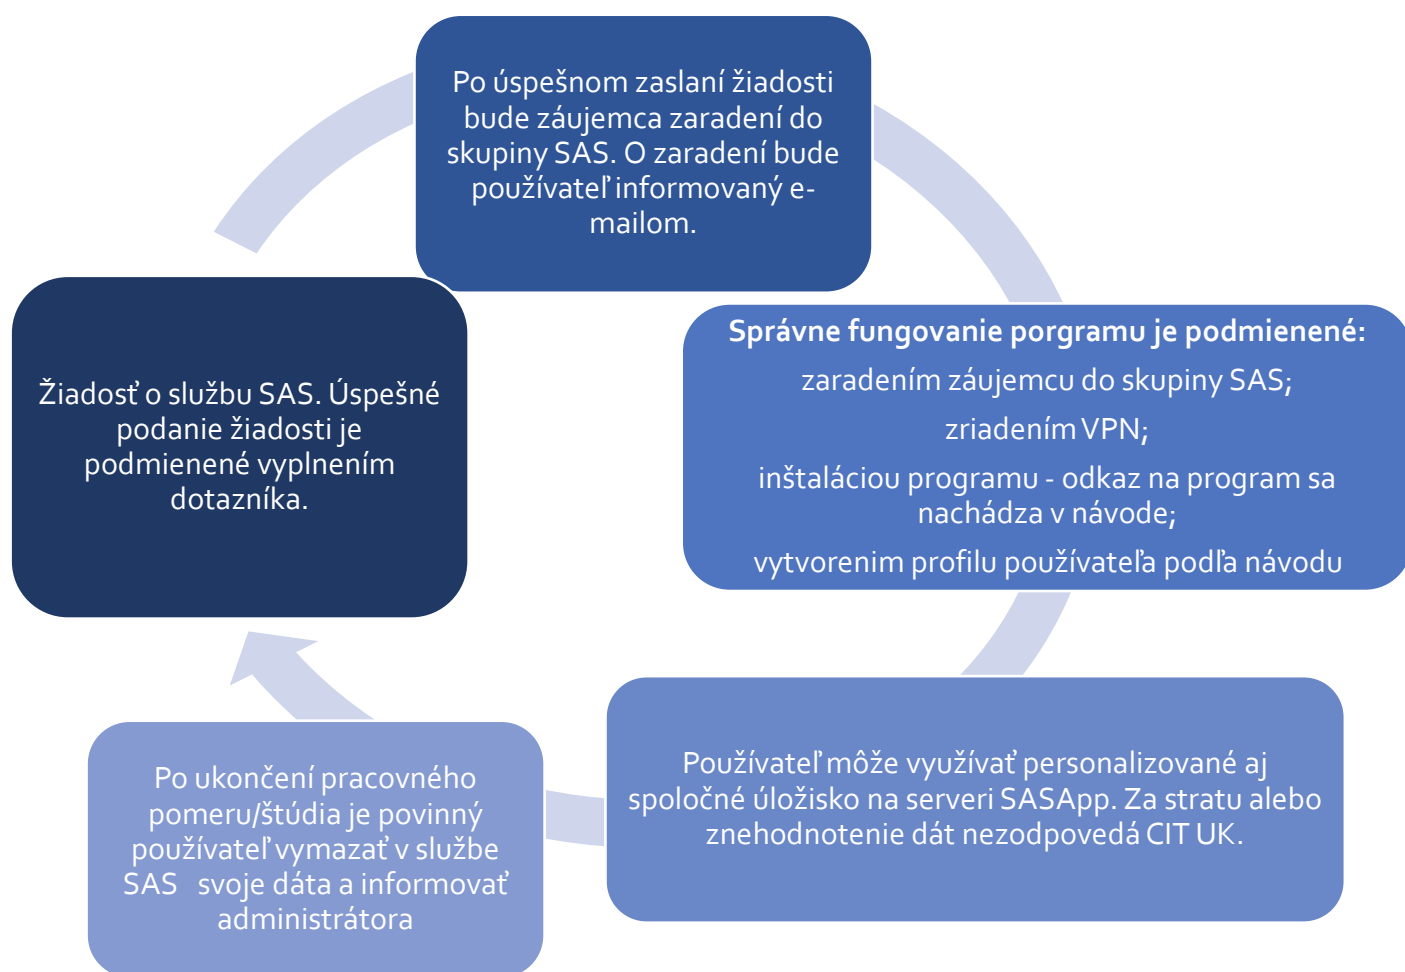 Po úspešnom zaslaní žiadosti
bude záujemca zaradení do
skupiny SAS. O zaradení bude
používateľ informovaný e-
mailom.
Správne fungovanie porgramu je podmienené:
zaradením záujemcu do skupiny SAS;
zriadením VPN;
inštaláciou programu - odkaz na program sa
nachádza v návode;
vytvorenim profilu používateľa podľa návodu
Používateľ môže využívať personalizované aj
spoločné úložisko na serveri SASApp. Za stratu alebo
znehodnotenie dát nezodpovedá CIT UK.
Po ukončení pracovného
pomeru/štúdia je povinný
používateľ vymazať v službe
SAS   svoje dáta a informovať
administrátora
Žiadosť o službu SAS. Úspešné
podanie žiadosti je
podmienené vyplnením
dotazníka.